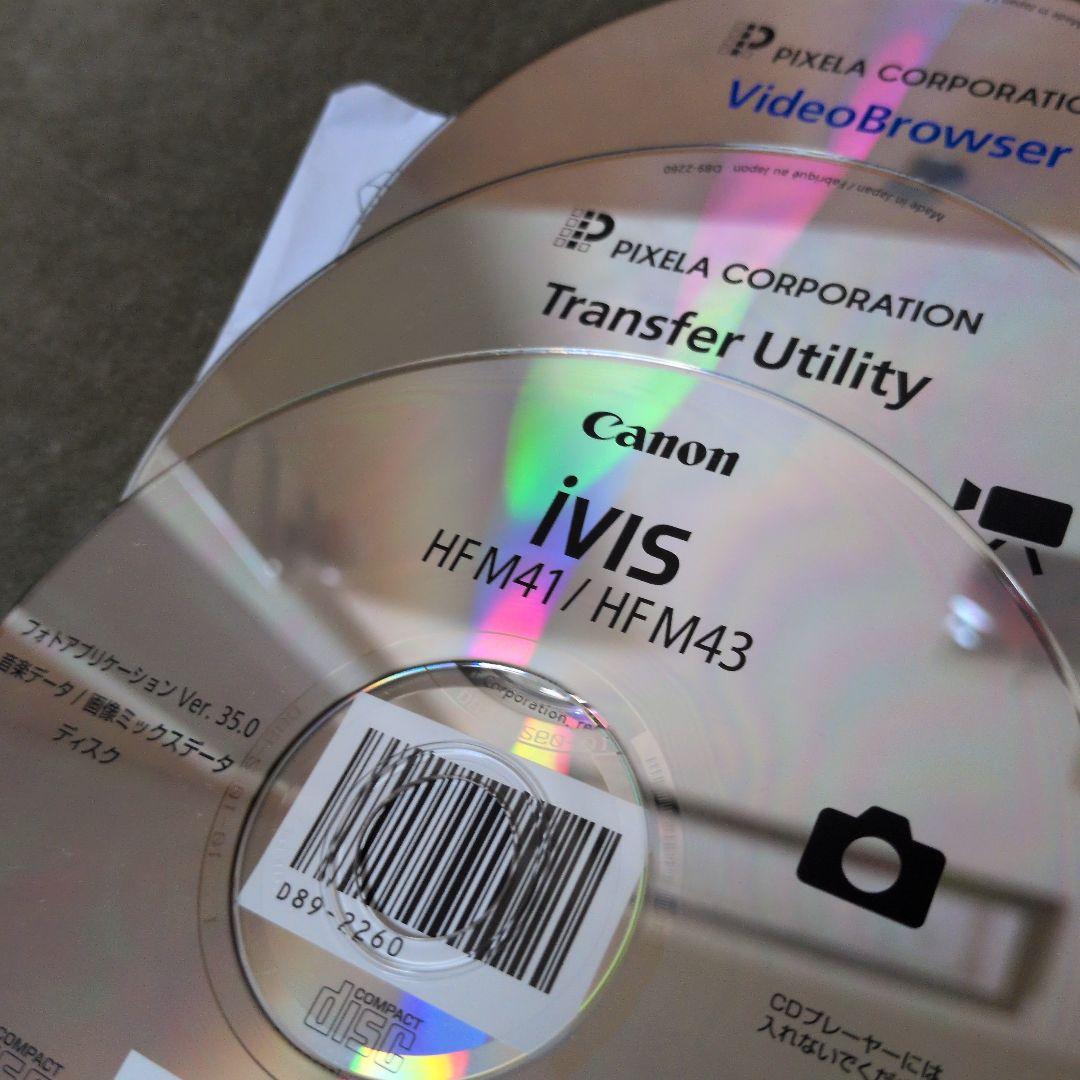 PIXELA CORPORATIO
VideoBrowser
Made in Japan / Fabriqué au Japon D89-2260
PIXELA CORPORATION
Transfer Utility
Canon
iVIS
HF M41 / HF M43
フォトアプリケーション Ver. 35.0
音楽データ / 画像ミックスデータ
ディスク
Corporation
D89-2260
COMPACT
disc
COMPACT
CDプレーヤーには
入れないでくだ